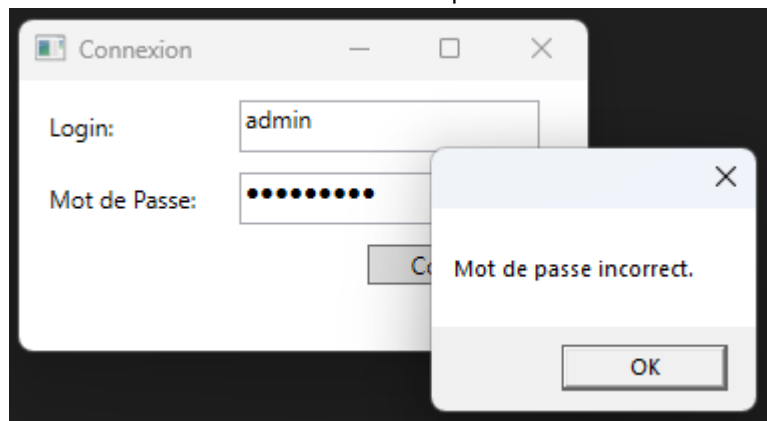 Connexion
Login:
admin
Mot de Passe:
Mot de passe incorrect.
OK